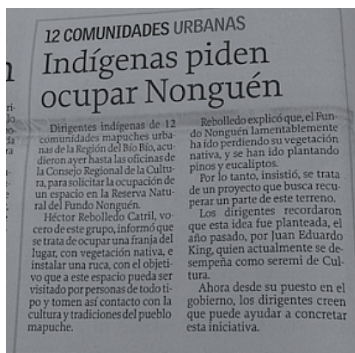 12 COMUNIDADES URBANAS
Indígenas piden
ocupar Nonguén
Dirigentes indígenas de 12
comunidades mapuches urba-
nas de la Región del Bío Bío, acu-
dieron ayer hasta las oficinas de
la Consejo Regional de la Cultu-
ra, para solicitar la ocupación de
un espacio en la Reserva Natu-
ral del Fundo Nonguén.
Héctor Rebolledo Catril, vo-
cero de este grupo, informó que
se trata de ocupar una franja del
lugar, con vegetación nativa, e
instalar una ruca, con el objeti-
vo que a este espacio pueda ser
visitado por personas de todo ti-
po y tomen así contacto con la
cultura y tradiciones del pueblo
mapuche.
Rebolledo explicó que, el Fun-
do Nonguén lamentablemente
ha ido perdiendo su vegetación
nativa, y se han ido plantando
pinos y eucaliptos.
Por lo tanto, insistió, se trata
de un proyecto que busca recu-
perar un parte de este terreno.
Los dirigentes recordaron
que esta idea fue planteada, el
año pasado, por Juan Eduardo
King, quien actualmente se de-
sempeña como seremi de Cul-
tura.
Ahora desde su puesto en el
gobierno, los dirigentes creen
que puede ayudar a concretar
esta iniciativa.